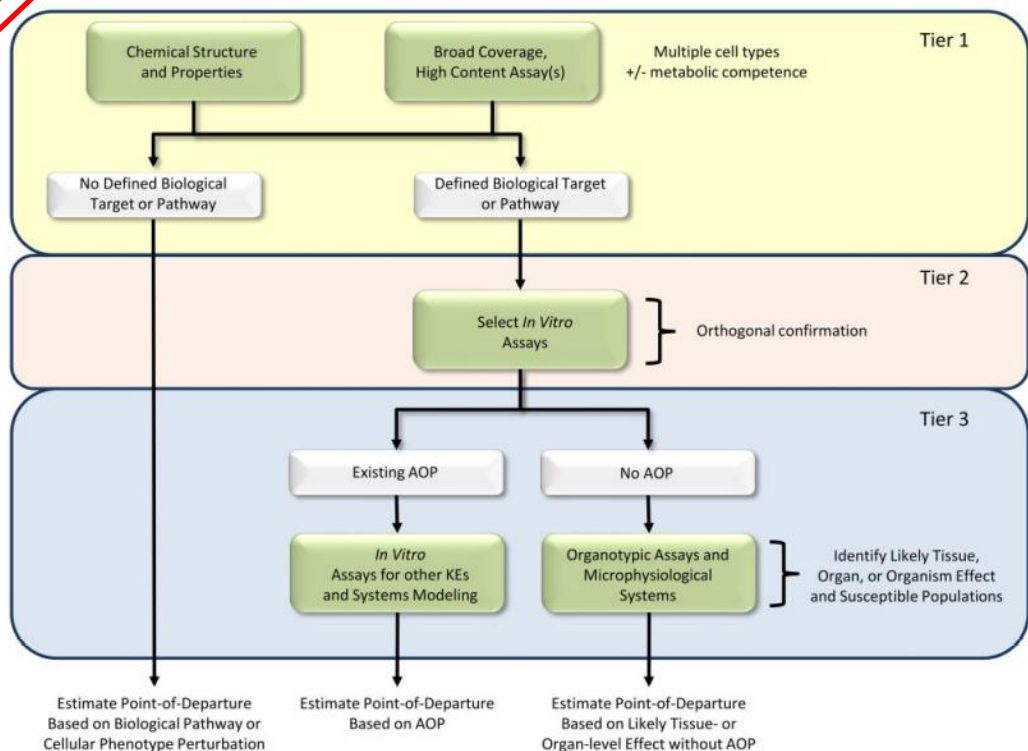 Tier 1
Chemical Structure
and Properties
Broad Coverage,
High Content Assay(s)
Multiple cell types
+/- metabolic competence
No Defined Biological
Target or Pathway
Defined Biological Target
or Pathway
Tier 2
Select In Vitro
Assays
Orthogonal confirmation
Tier 3
Existing AOP
No AOP
In Vitro
Assays for other KEs
and Systems Modeling
Organotypic Assays and
Microphysiological
Systems
Identify Likely Tissue,
Organ, or Organism Effect
and Susceptible Populations
Estimate Point-of-Departure
Based on Biological Pathway or
Cellular Phenotype Perturbation
Estimate Point-of-Departure
Based on AOP
Estimate Point-of-Departure
Based on Likely Tissue- or
Organ-level Effect without AOP